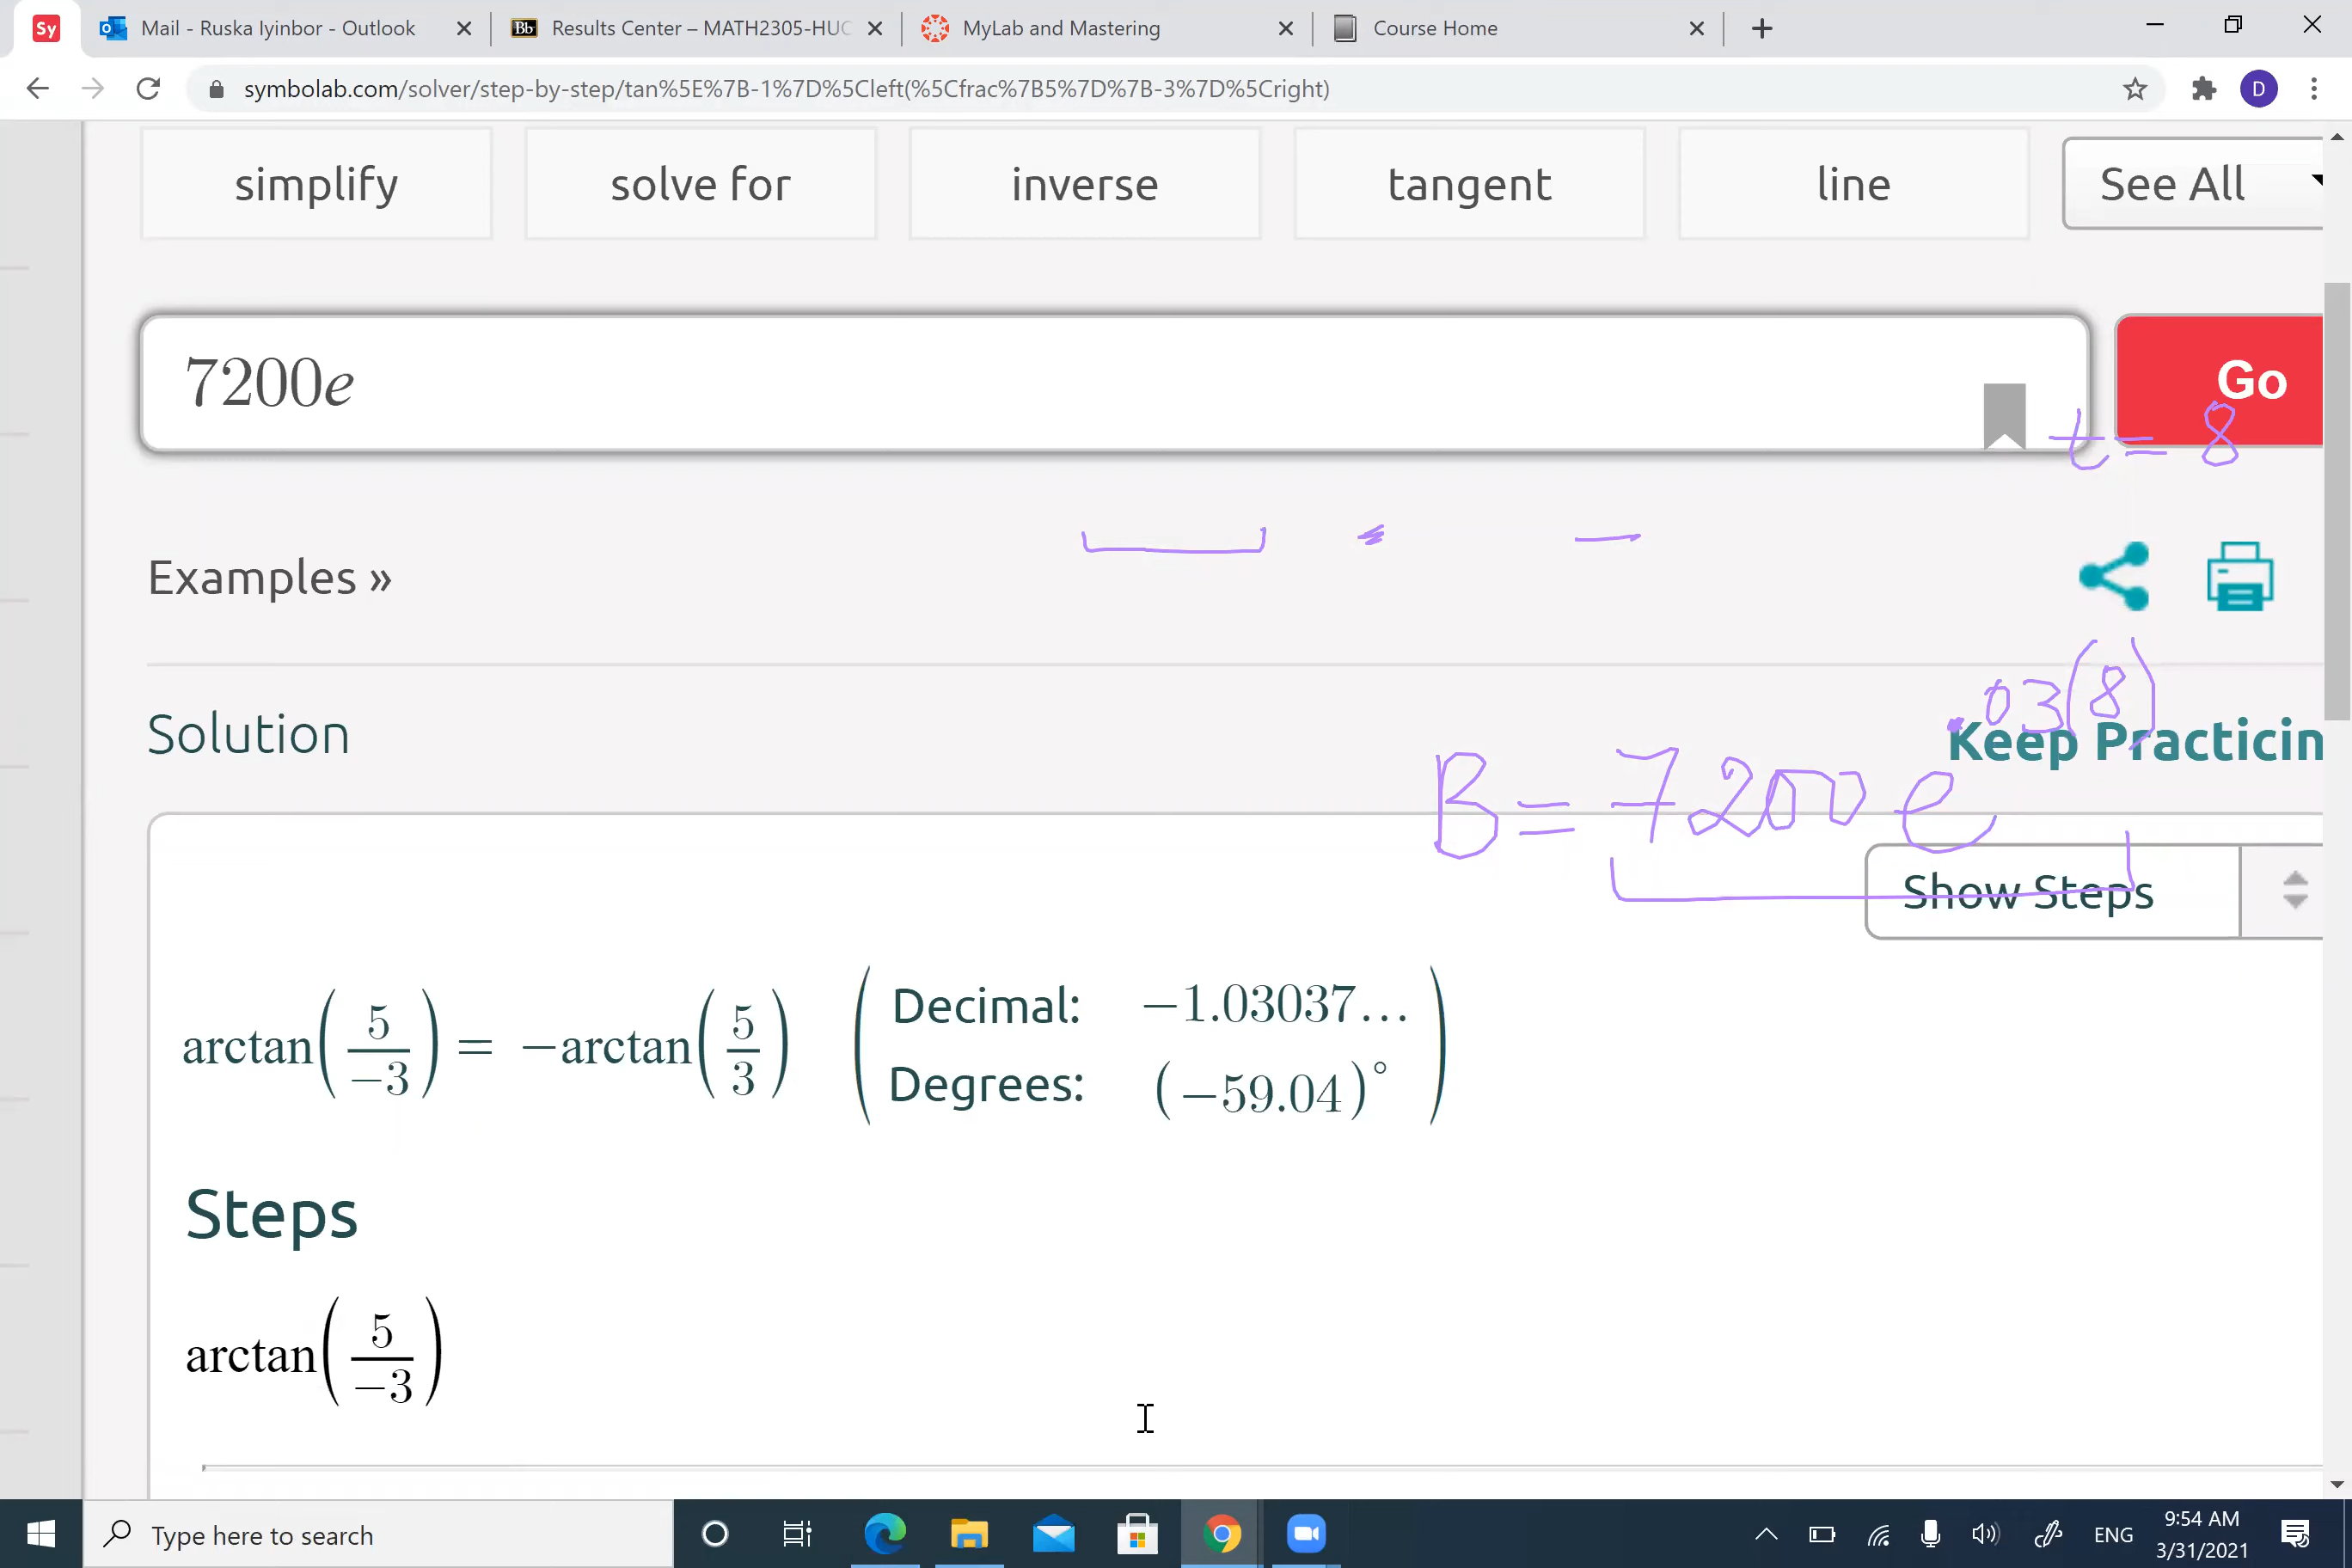 Sy Mail - Ruska Iyinbor - Outlook Bb Results Center – MATH2305-HUC MyLab and Mastering Course Home
symbolab.com/solver/step-by-step/tan%5E%7B-1%7D%5Cleft(%5Cfrac%7B5%7D%7B-3%7D%5Cright) D
simplify solve for inverse tangent line See All
7200e Go
t = 8
Examples »
.03(8)
Solution Keep Practicin
B = 7200 e
Show Steps
arctan(5/-3) = -arctan(5/3) (Decimal: -1.03037...
Degrees: (-59.04)°)
Steps
arctan(5/-3)
Type here to search ENG 9:54 AM
3/31/2021